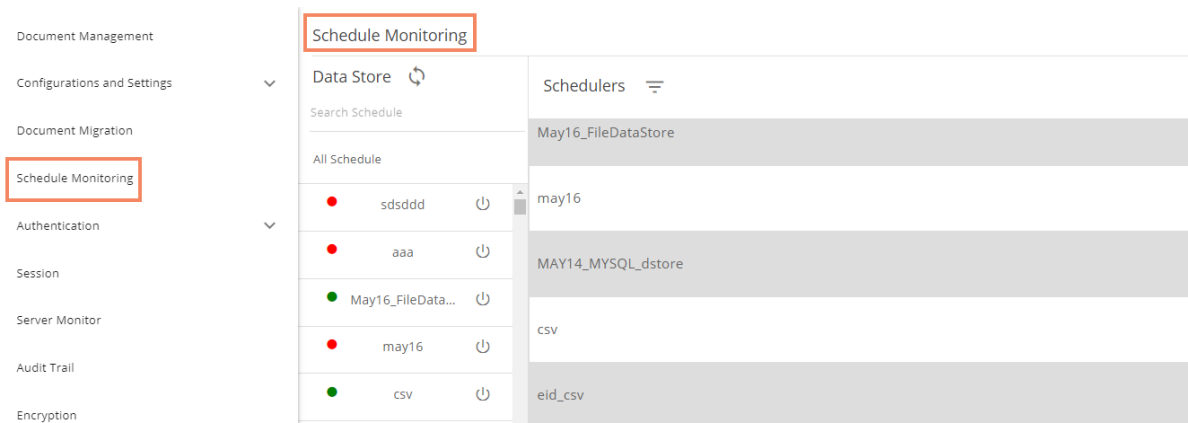 Document Management
Configurations and Settings
Document Migration
Schedule Monitoring
Authentication
Session
Server Monitor
Audit Trail
Encryption
Schedule Monitoring
Data Store
Search Schedule
All Schedule
sdsddd
aaa
May16_FileData...
may16
csv
Schedulers
May16_FileDataStore
may16
MAY14_MYSQL_dstore
csv
eid_csv